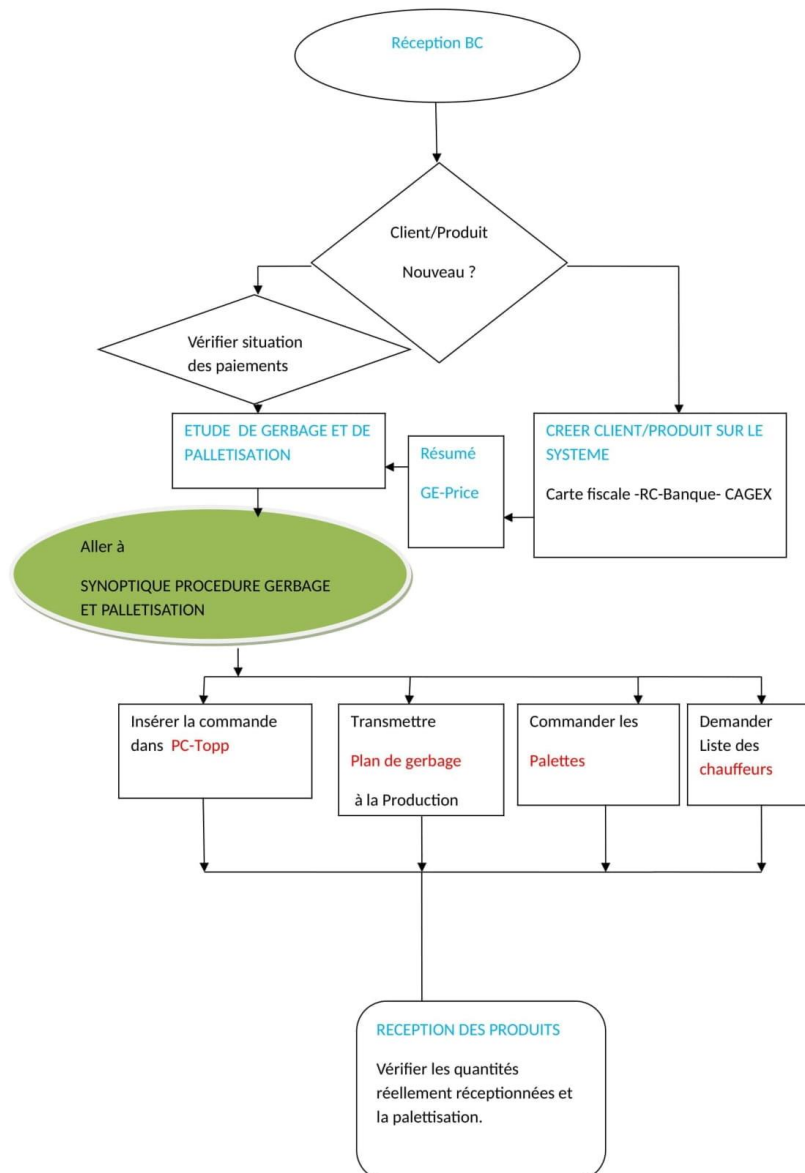 Réception BC
Client/Produit
Nouveau ?
Vérifier situation
des paiements
ETUDE DE GERBAGE ET DE
PALLETISATION
Résumé
GE-Price
CREER CLIENT/PRODUIT SUR LE
SYSTEME
Carte fiscale -RC-Banque- CAGEX
Aller à
SYNOPTIQUE PROCEDURE GERBAGE
ET PALLETISATION
Insérer la commande
dans PC-Topp
Transmettre
Plan de gerbage
à la Production
Commander les
Palettes
Demander
Liste des
chauffeurs
RECEPTION DES PRODUITS
Vérifier les quantités
réellement réceptionnées et
la palettisation.